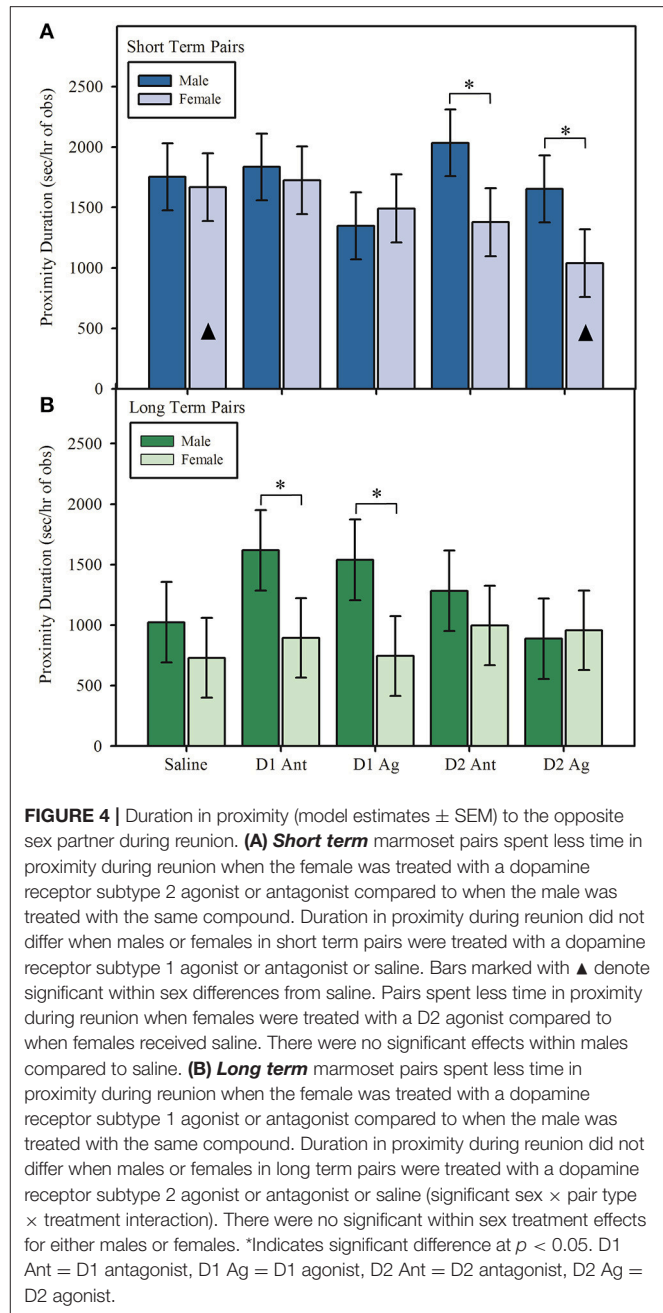 A
Short Term Pairs
Male
Female
2500
2000
1500
1000
500
0
Proximity Duration (sec/hr of obs)
*
*
▲
▲
B
Long Term Pairs
Male
Female
2500
2000
1500
1000
500
0
Proximity Duration (sec/hr of obs)
*
*
Saline D1 Ant D1 Ag D2 Ant D2 Ag
FIGURE 4 | Duration in proximity (model estimates ± SEM) to the opposite
sex partner during reunion. (A) Short term marmoset pairs spent less time in
proximity during reunion when the female was treated with a dopamine
receptor subtype 2 agonist or antagonist compared to when the male was
treated with the same compound. Duration in proximity during reunion did not
differ when males or females in short term pairs were treated with a dopamine
receptor subtype 1 agonist or antagonist or saline. Bars marked with ▲ denote
significant within sex differences from saline. Pairs spent less time in proximity
during reunion when females were treated with a D2 agonist compared to
when females received saline. There were no significant effects within males
compared to saline. (B) Long term marmoset pairs spent less time in
proximity during reunion when the female was treated with a dopamine
receptor subtype 1 agonist or antagonist compared to when the male was
treated with the same compound. Duration in proximity during reunion did not
differ when males or females in long term pairs were treated with a dopamine
receptor subtype 2 agonist or antagonist or saline (significant sex × pair type
× treatment interaction). There were no significant within sex treatment effects
for either males or females. *Indicates significant difference at p < 0.05. D1
Ant = D1 antagonist, D1 Ag = D1 agonist, D2 Ant = D2 antagonist, D2 Ag =
D2 agonist.